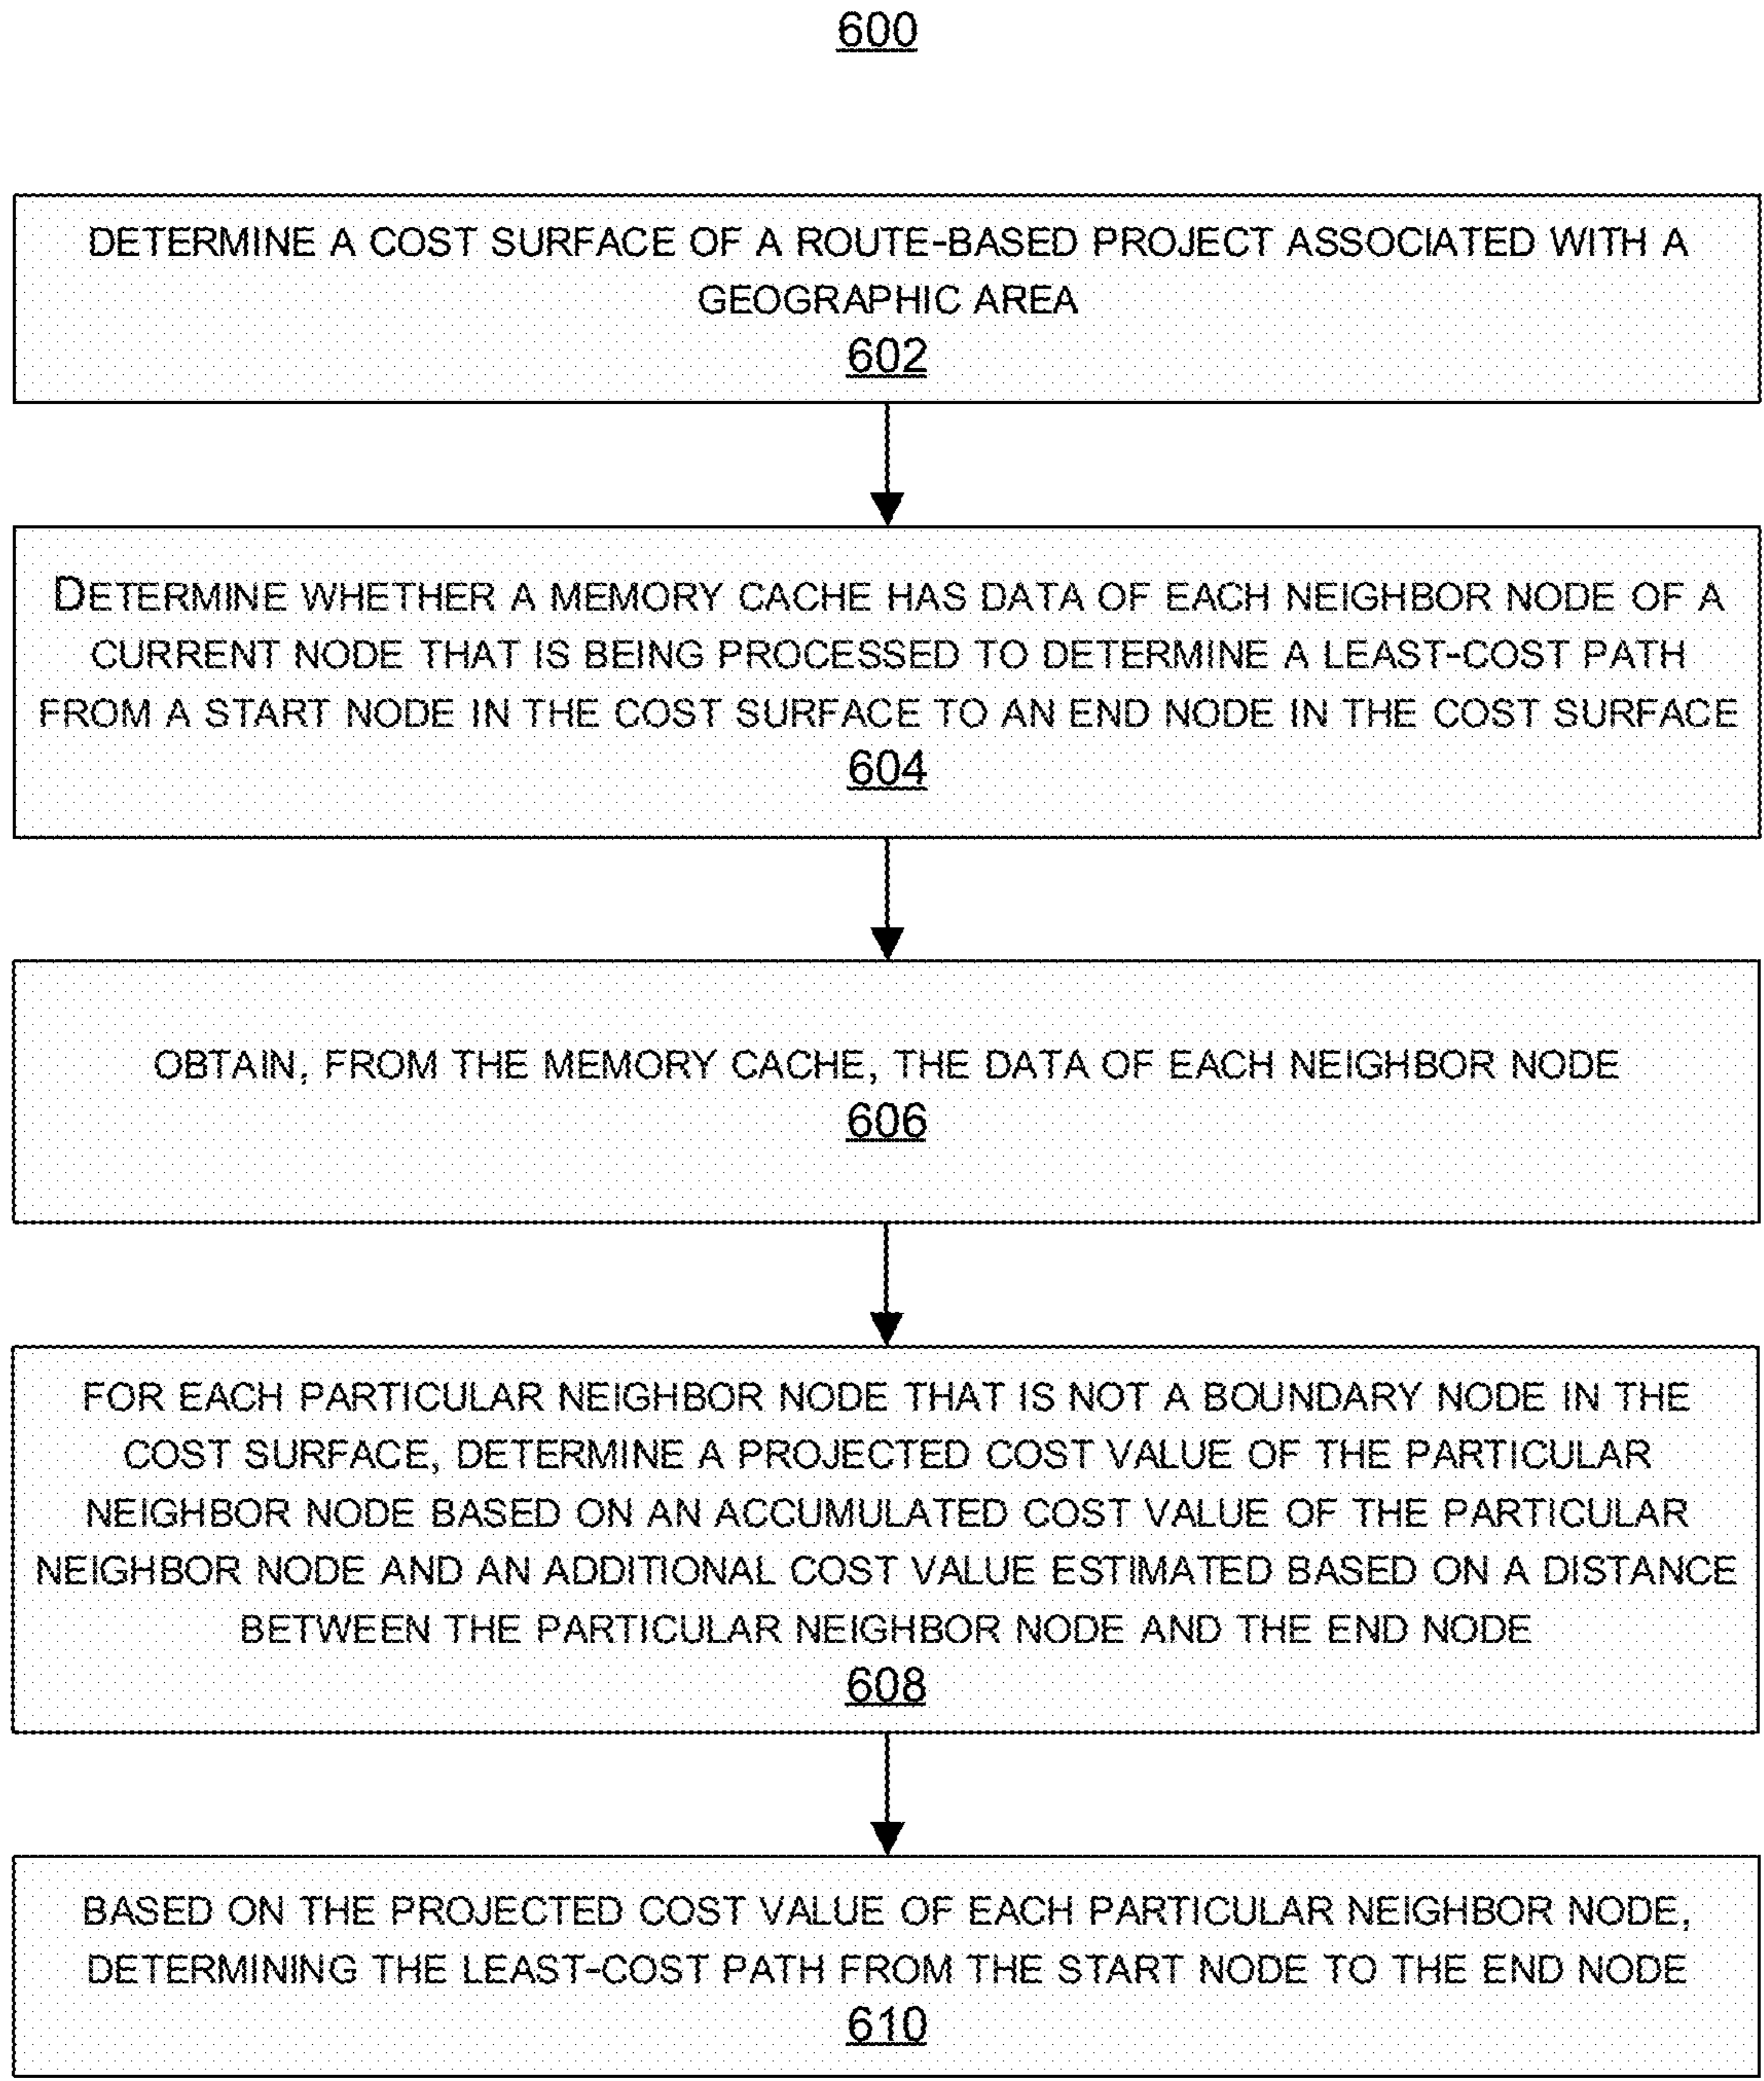 600
DETERMINE A COST SURFACE OF A ROUTE-BASED PROJECT ASSOCIATED WITH A
GEOGRAPHIC AREA
602
DETERMINE WHETHER A MEMORY CACHE HAS DATA OF EACH NEIGHBOR NODE OF A
CURRENT NODE THAT IS BEING PROCESSED TO DETERMINE A LEAST-COST PATH
FROM A START NODE IN THE COST SURFACE TO AN END NODE IN THE COST SURFACE
604
OBTAIN, FROM THE MEMORY CACHE, THE DATA OF EACH NEIGHBOR NODE
606
FOR EACH PARTICULAR NEIGHBOR NODE THAT IS NOT A BOUNDARY NODE IN THE
COST SURFACE, DETERMINE A PROJECTED COST VALUE OF THE PARTICULAR
NEIGHBOR NODE BASED ON AN ACCUMULATED COST VALUE OF THE PARTICULAR
NEIGHBOR NODE AND AN ADDITIONAL COST VALUE ESTIMATED BASED ON A DISTANCE
BETWEEN THE PARTICULAR NEIGHBOR NODE AND THE END NODE
608
BASED ON THE PROJECTED COST VALUE OF EACH PARTICULAR NEIGHBOR NODE,
DETERMINING THE LEAST-COST PATH FROM THE START NODE TO THE END NODE
610